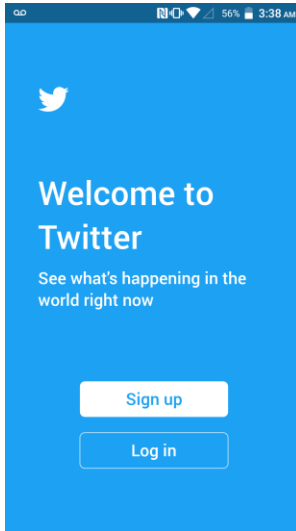 56% 3:38 AM
Welcome to
Twitter
See what's happening in the
world right now
Sign up
Log in